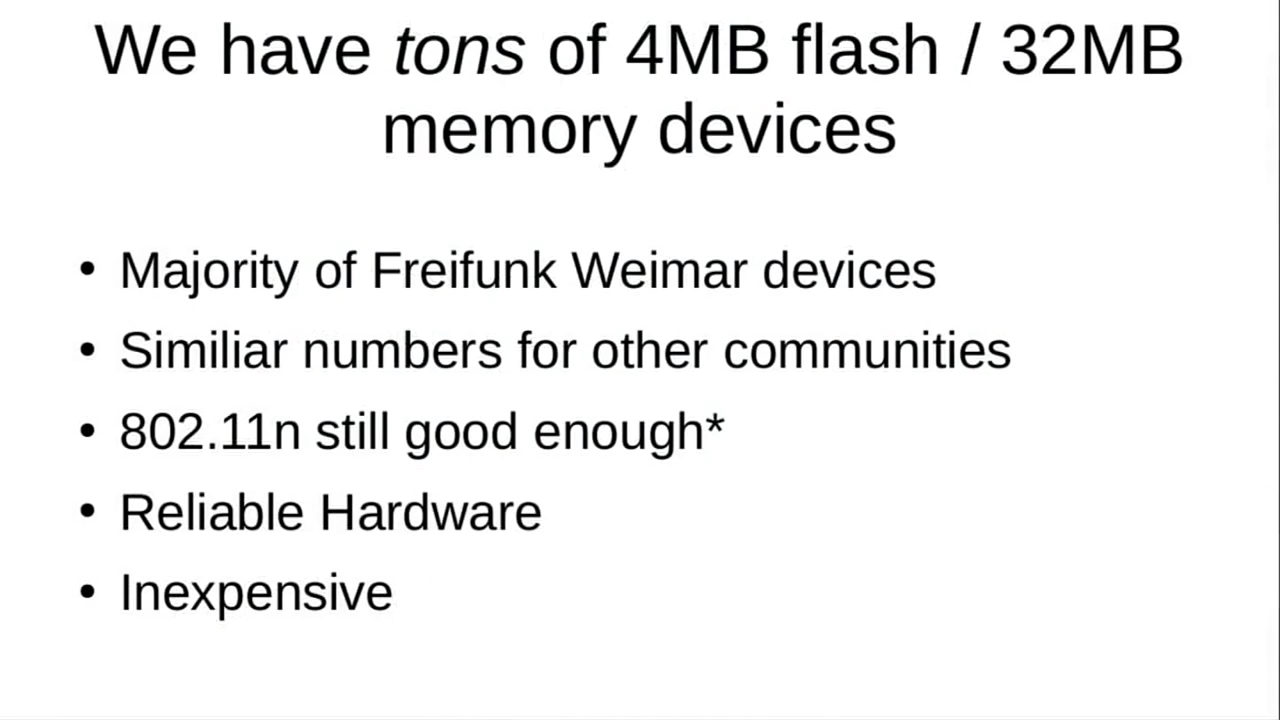 We have tons of 4MB flash / 32MB
memory devices
• Majority of Freifunk Weimar devices
• Similiar numbers for other communities
• 802.11n still good enough*
• Reliable Hardware
• Inexpensive